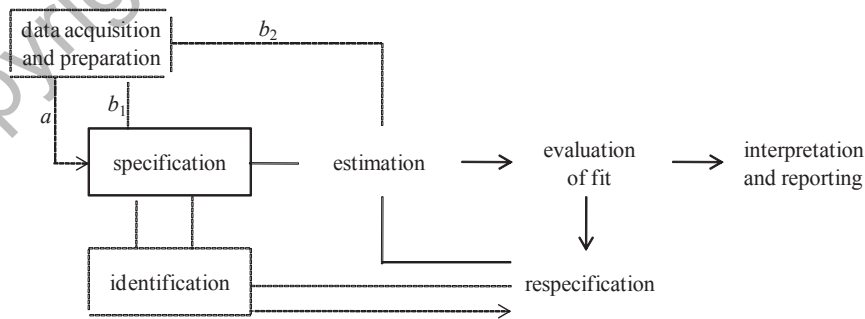 data acquisition
and preparation
b2
a
b1
specification
estimation
evaluation
of fit
interpretation
and reporting
identification
respecification